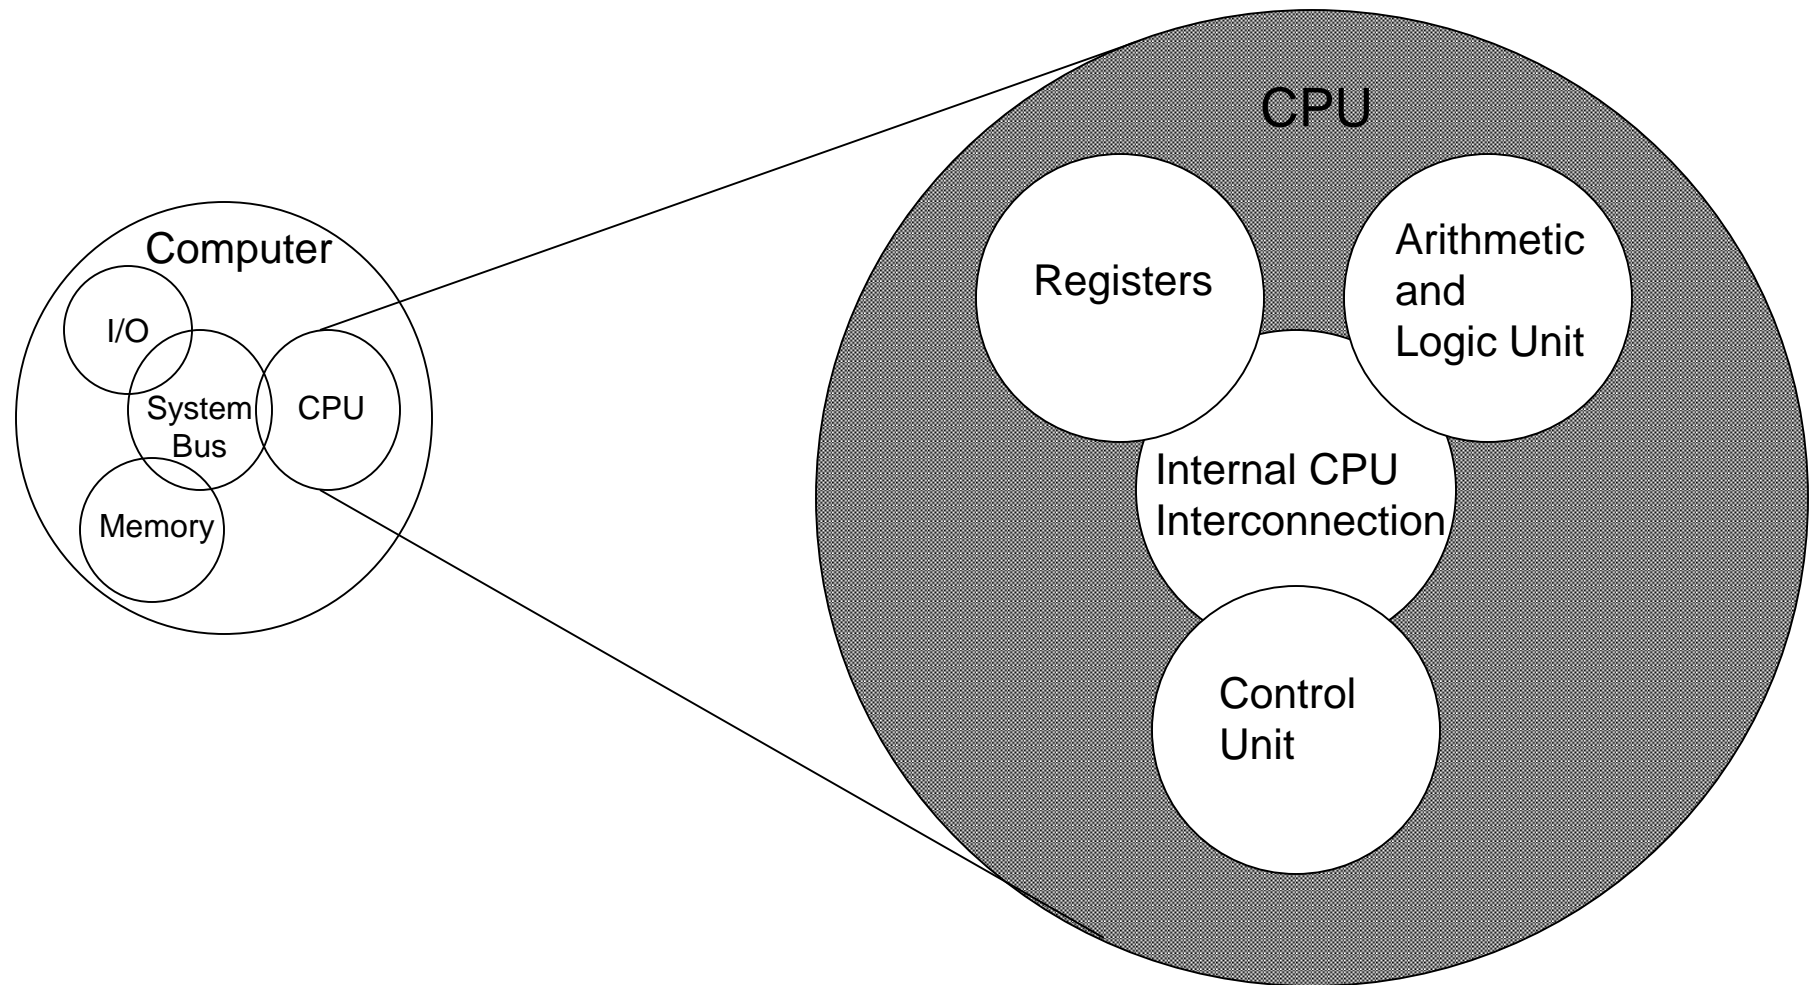 Computer
I/O
System
Bus
CPU
Memory
CPU
Registers
Arithmetic
and
Logic Unit
Internal CPU
Interconnection
Control
Unit